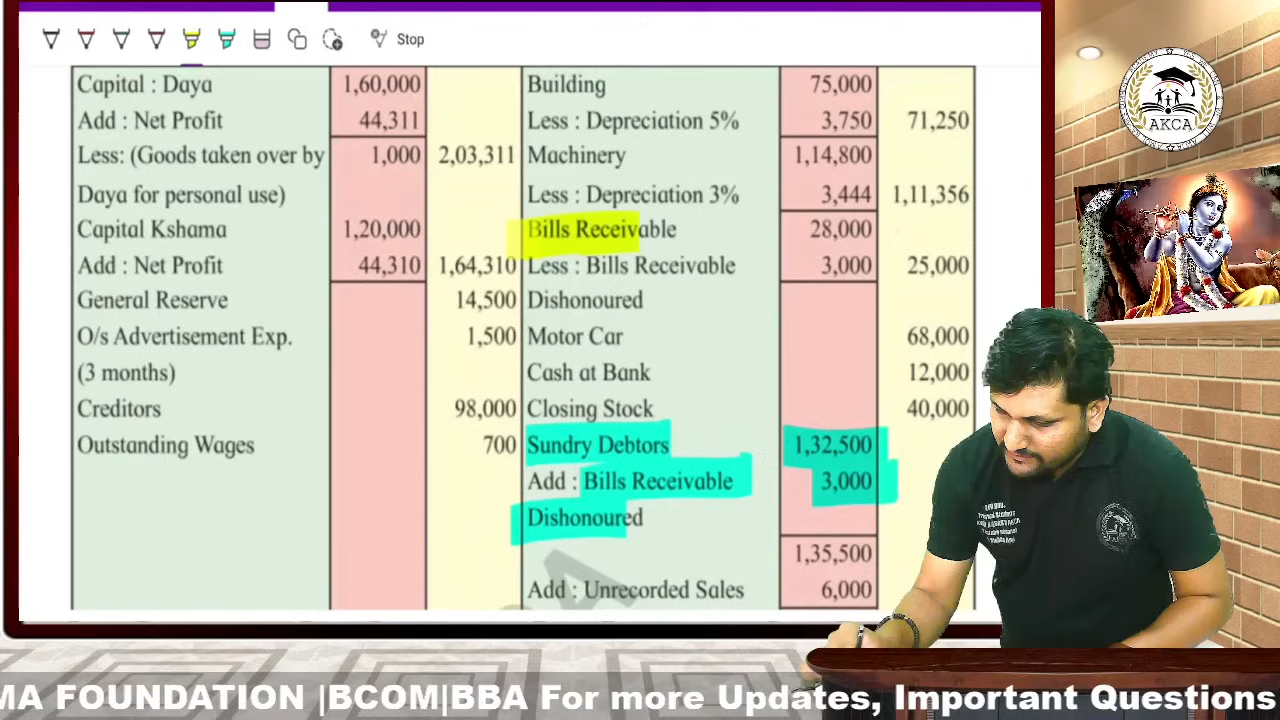 Stop
Capital : Daya 1,60,000 Building 75,000
Add : Net Profit 44,311 Less : Depreciation 5% 3,750 71,250
Less: (Goods taken over by 1,000 2,03,311 Machinery 1,14,800
Daya for personal use) Less : Depreciation 3% 3,444 1,11,356
Capital Kshama 1,20,000 Bills Receivable 28,000
Add : Net Profit 44,310 1,64,310 Less : Bills Receivable 3,000 25,000
General Reserve 14,500 Dishonoured
O/s Advertisement Exp. 1,500 Motor Car 68,000
(3 months) Cash at Bank 12,000
Creditors 98,000 Closing Stock 40,000
Outstanding Wages 700 Sundry Debtors 1,32,500
Add : Bills Receivable 3,000
Dishonoured
1,35,500
Add : Unrecorded Sales 6,000
AKCA
MA FOUNDATION |BCOM|BBA For more Updates, Important Questions